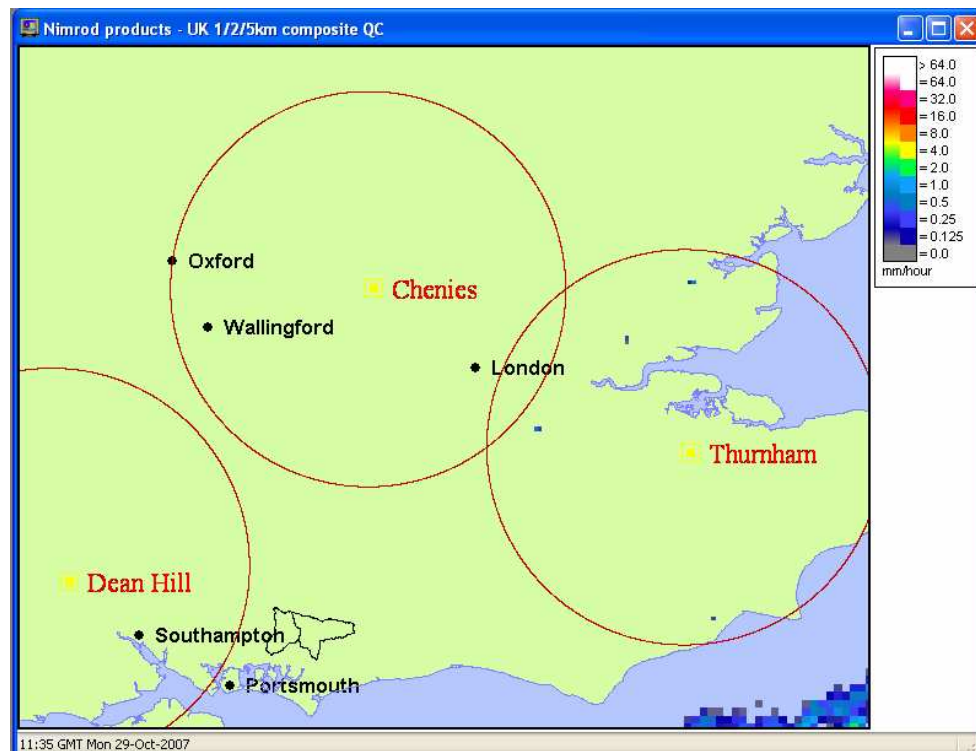 Nimrod products - UK 1/2/5km composite QC
> 64.0
= 64.0
= 32.0
= 16.0
= 8.0
= 4.0
= 2.0
= 1.0
= 0.5
= 0.25
= 0.125
= 0.0
mm/hour
Oxford
Chenies
Wallingford
London
Thurnham
Dean Hill
Southampton
Portsmouth
11:35 GMT Mon 29-Oct-2007